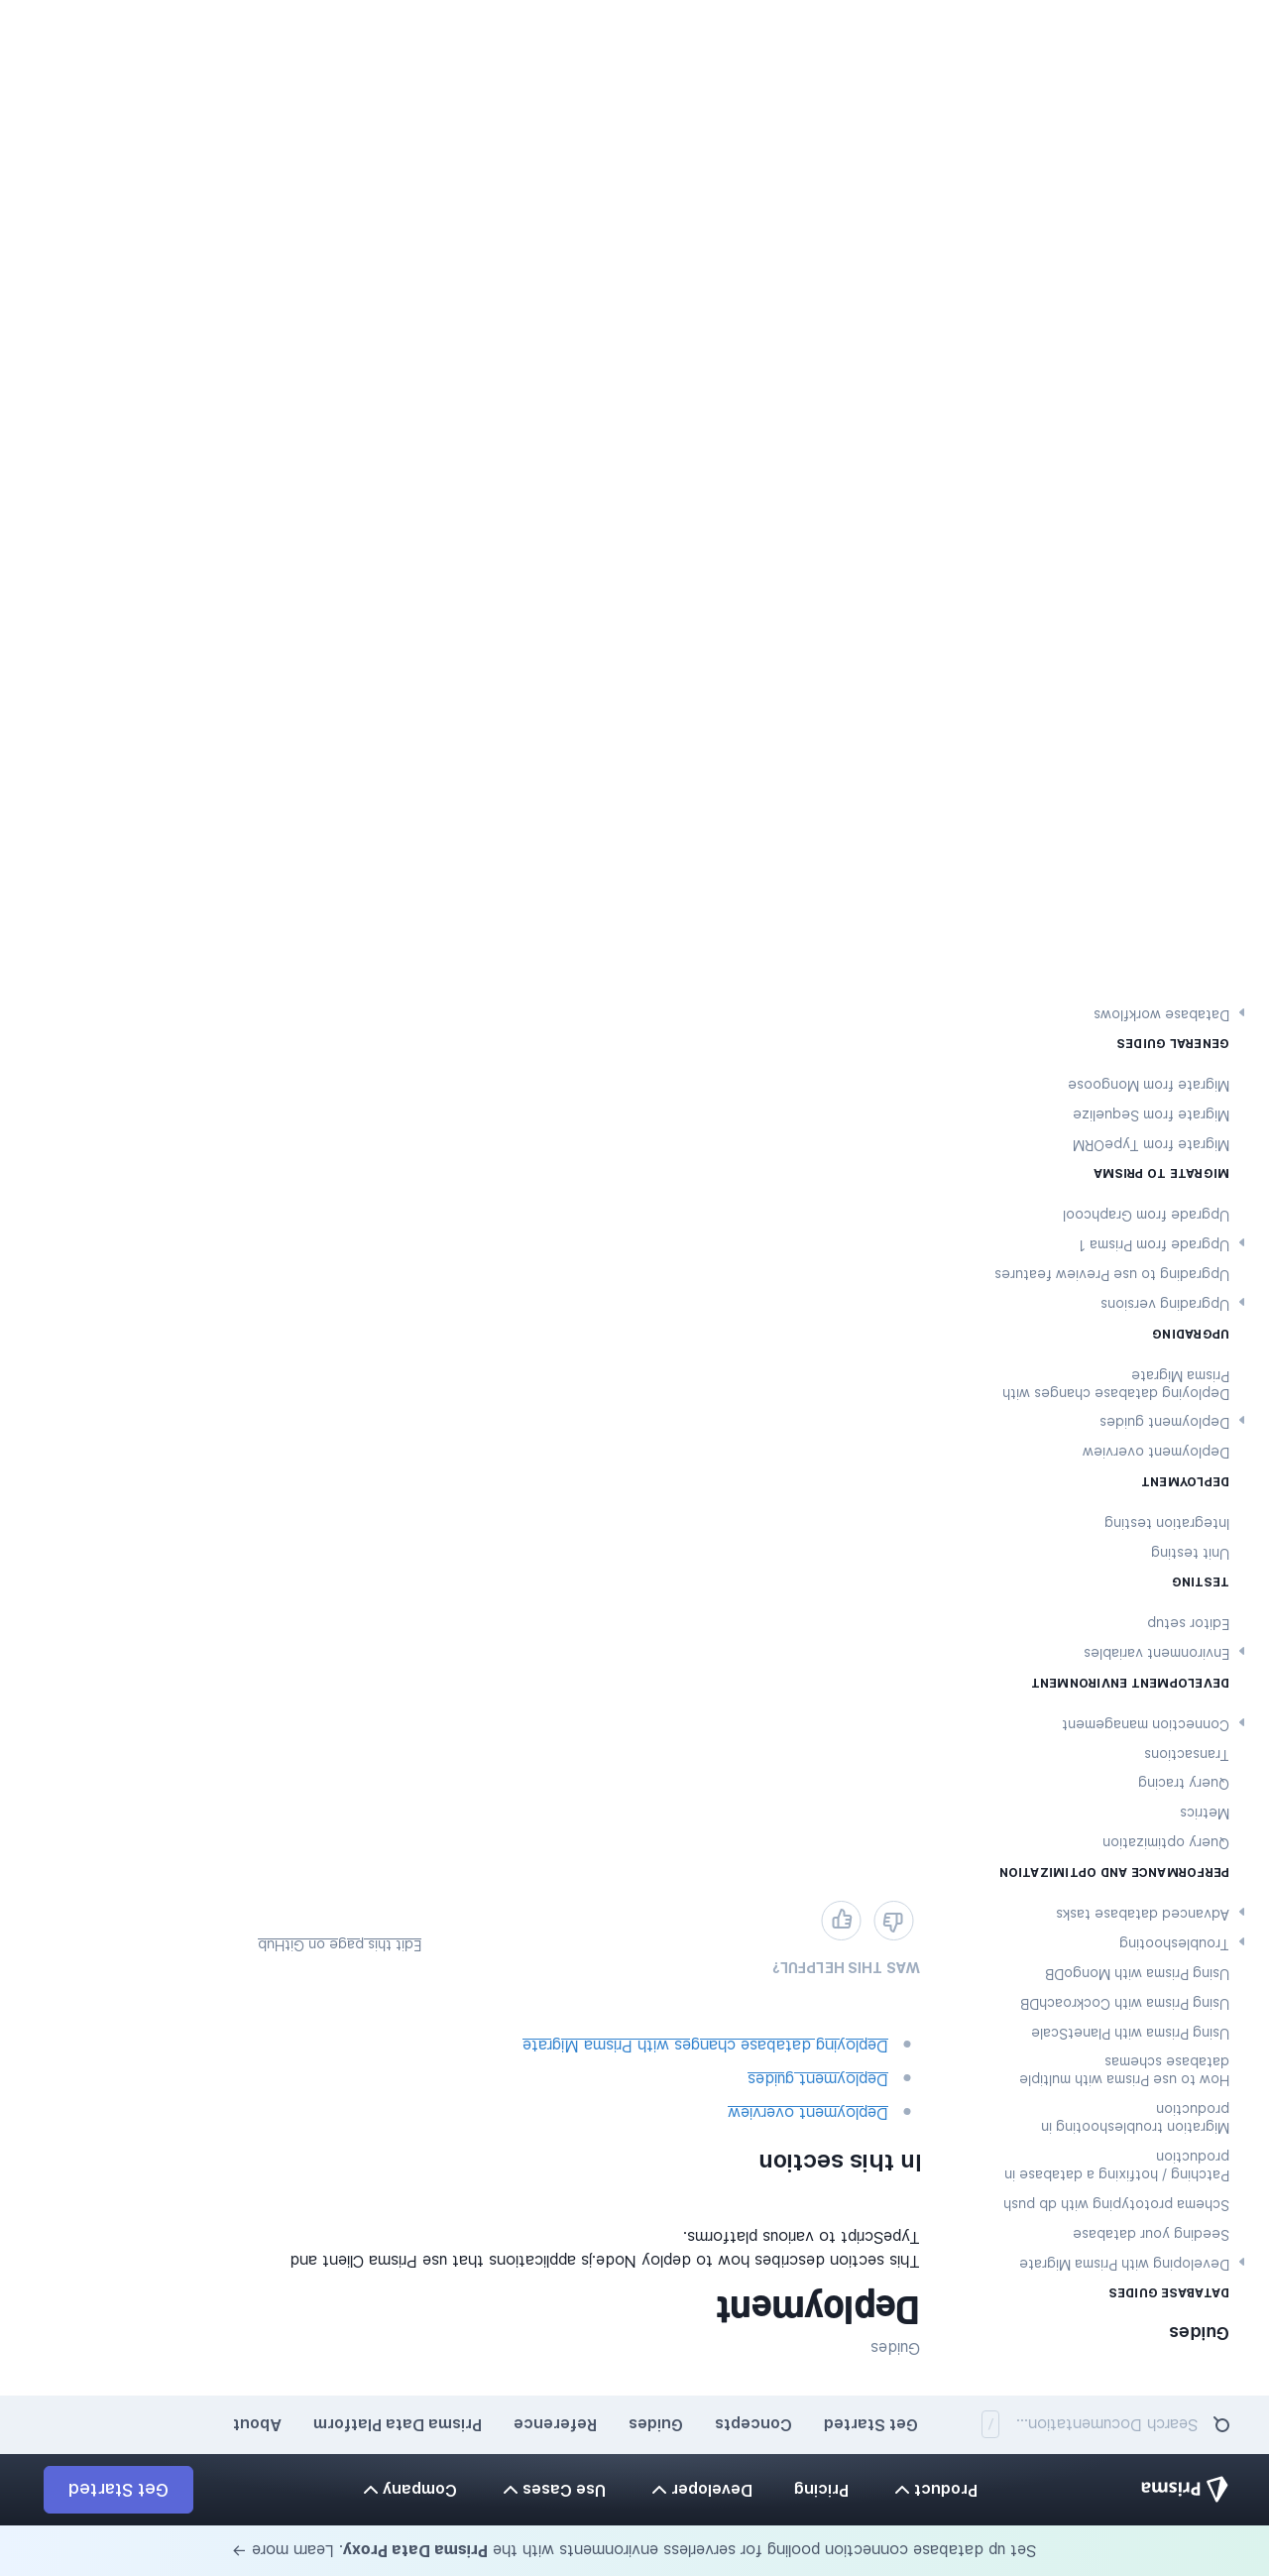 Set up database connection pooling for serverless environments with the Prisma Data Proxy. Learn more →
Prisma
Product
Pricing
Developer
Use Cases
Company
Get Started
Search Documentation... /
Get Started
Concepts
Guides
Reference
Prisma Data Platform
About
Guides
DATABASE GUIDES
Developing with Prisma Migrate
Seeding your database
Schema prototyping with db push
Patching / hotfixing a database in
production
Migration troubleshooting in
production
How to use Prisma with multiple
database schemas
Using Prisma with PlanetScale
Using Prisma with CockroachDB
Using Prisma with MongoDB
Troubleshooting
Advanced database tasks
PERFORMANCE AND OPTIMIZATION
Query optimization
Metrics
Query tracing
Transactions
Connection management
DEVELOPMENT ENVIRONMENT
Environment variables
Editor setup
TESTING
Unit testing
Integration testing
DEPLOYMENT
Deployment overview
Deployment guides
Deploying database changes with
Prisma Migrate
UPGRADING
Upgrading versions
Upgrading to use Preview features
Upgrade from Prisma 1
Upgrade from Graphcool
MIGRATE TO PRISMA
Migrate from TypeORM
Migrate from Sequelize
Migrate from Mongoose
GENERAL GUIDES
Database workflows
Guides
Deployment
This section describes how to deploy Node.js applications that use Prisma Client and
TypeScript to various platforms.
In this section
Deployment overview
Deployment guides
Deploying database changes with Prisma Migrate
WAS THIS HELPFUL?
Edit this page on GitHub